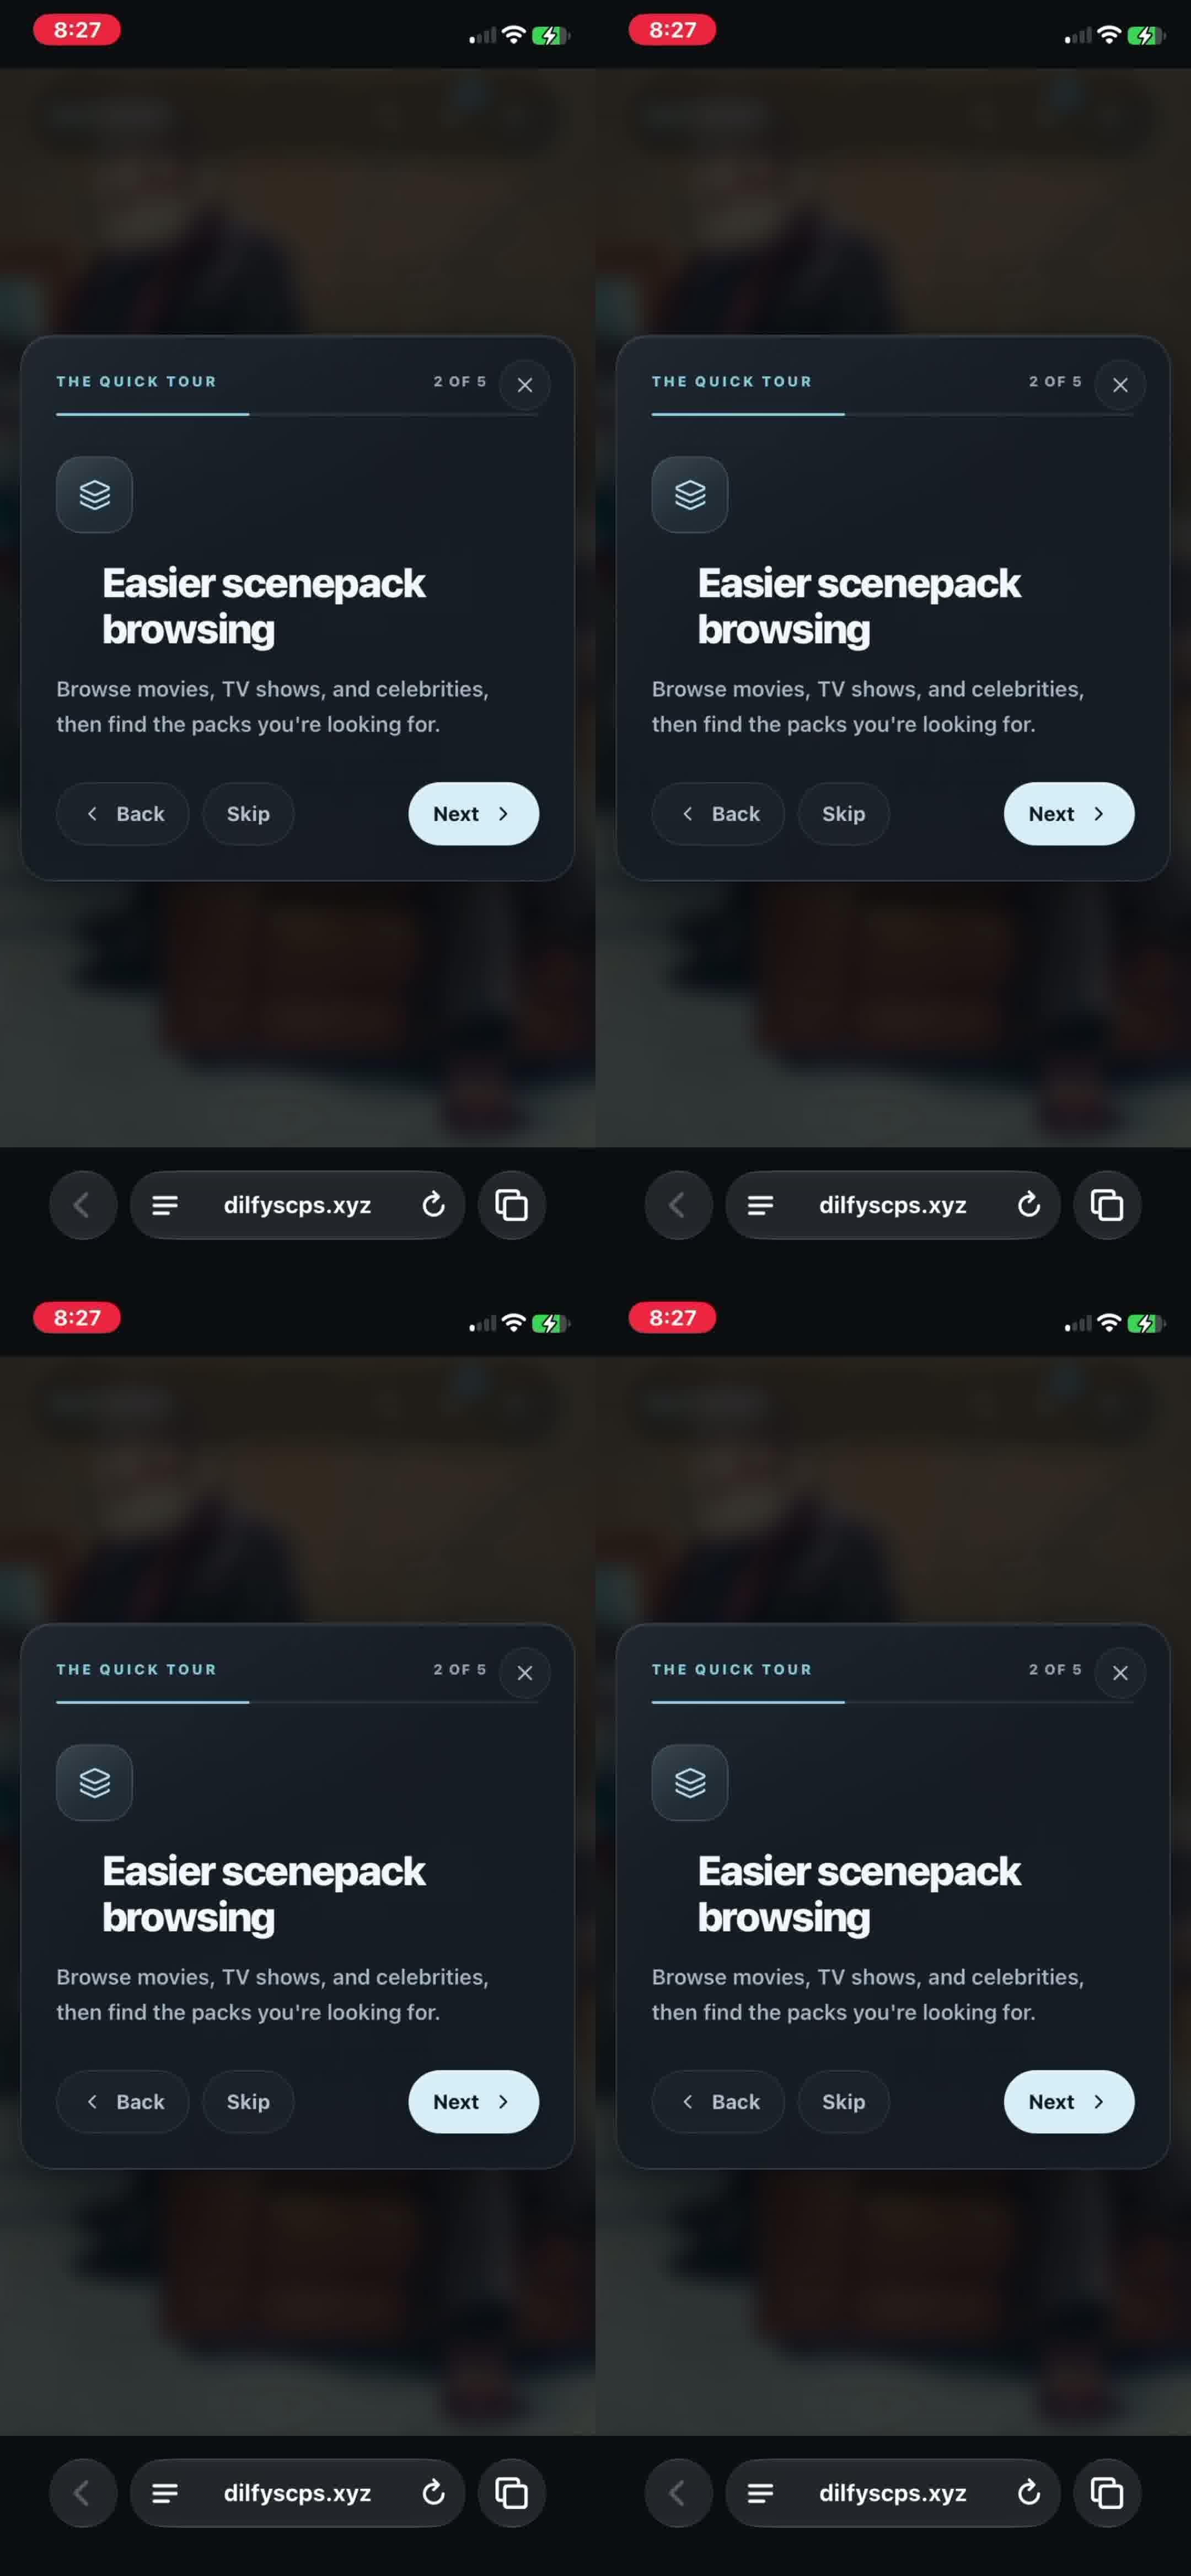 8:27
THE QUICK TOUR
2 OF 5
Easier scenepack
browsing
Browse movies, TV shows, and celebrities,
then find the packs you're looking for.
Back
Skip
Next
dilfyscps.xyz
8:27
THE QUICK TOUR
2 OF 5
Easier scenepack
browsing
Browse movies, TV shows, and celebrities,
then find the packs you're looking for.
Back
Skip
Next
dilfyscps.xyz
8:27
THE QUICK TOUR
2 OF 5
Easier scenepack
browsing
Browse movies, TV shows, and celebrities,
then find the packs you're looking for.
Back
Skip
Next
dilfyscps.xyz
8:27
THE QUICK TOUR
2 OF 5
Easier scenepack
browsing
Browse movies, TV shows, and celebrities,
then find the packs you're looking for.
Back
Skip
Next
dilfyscps.xyz